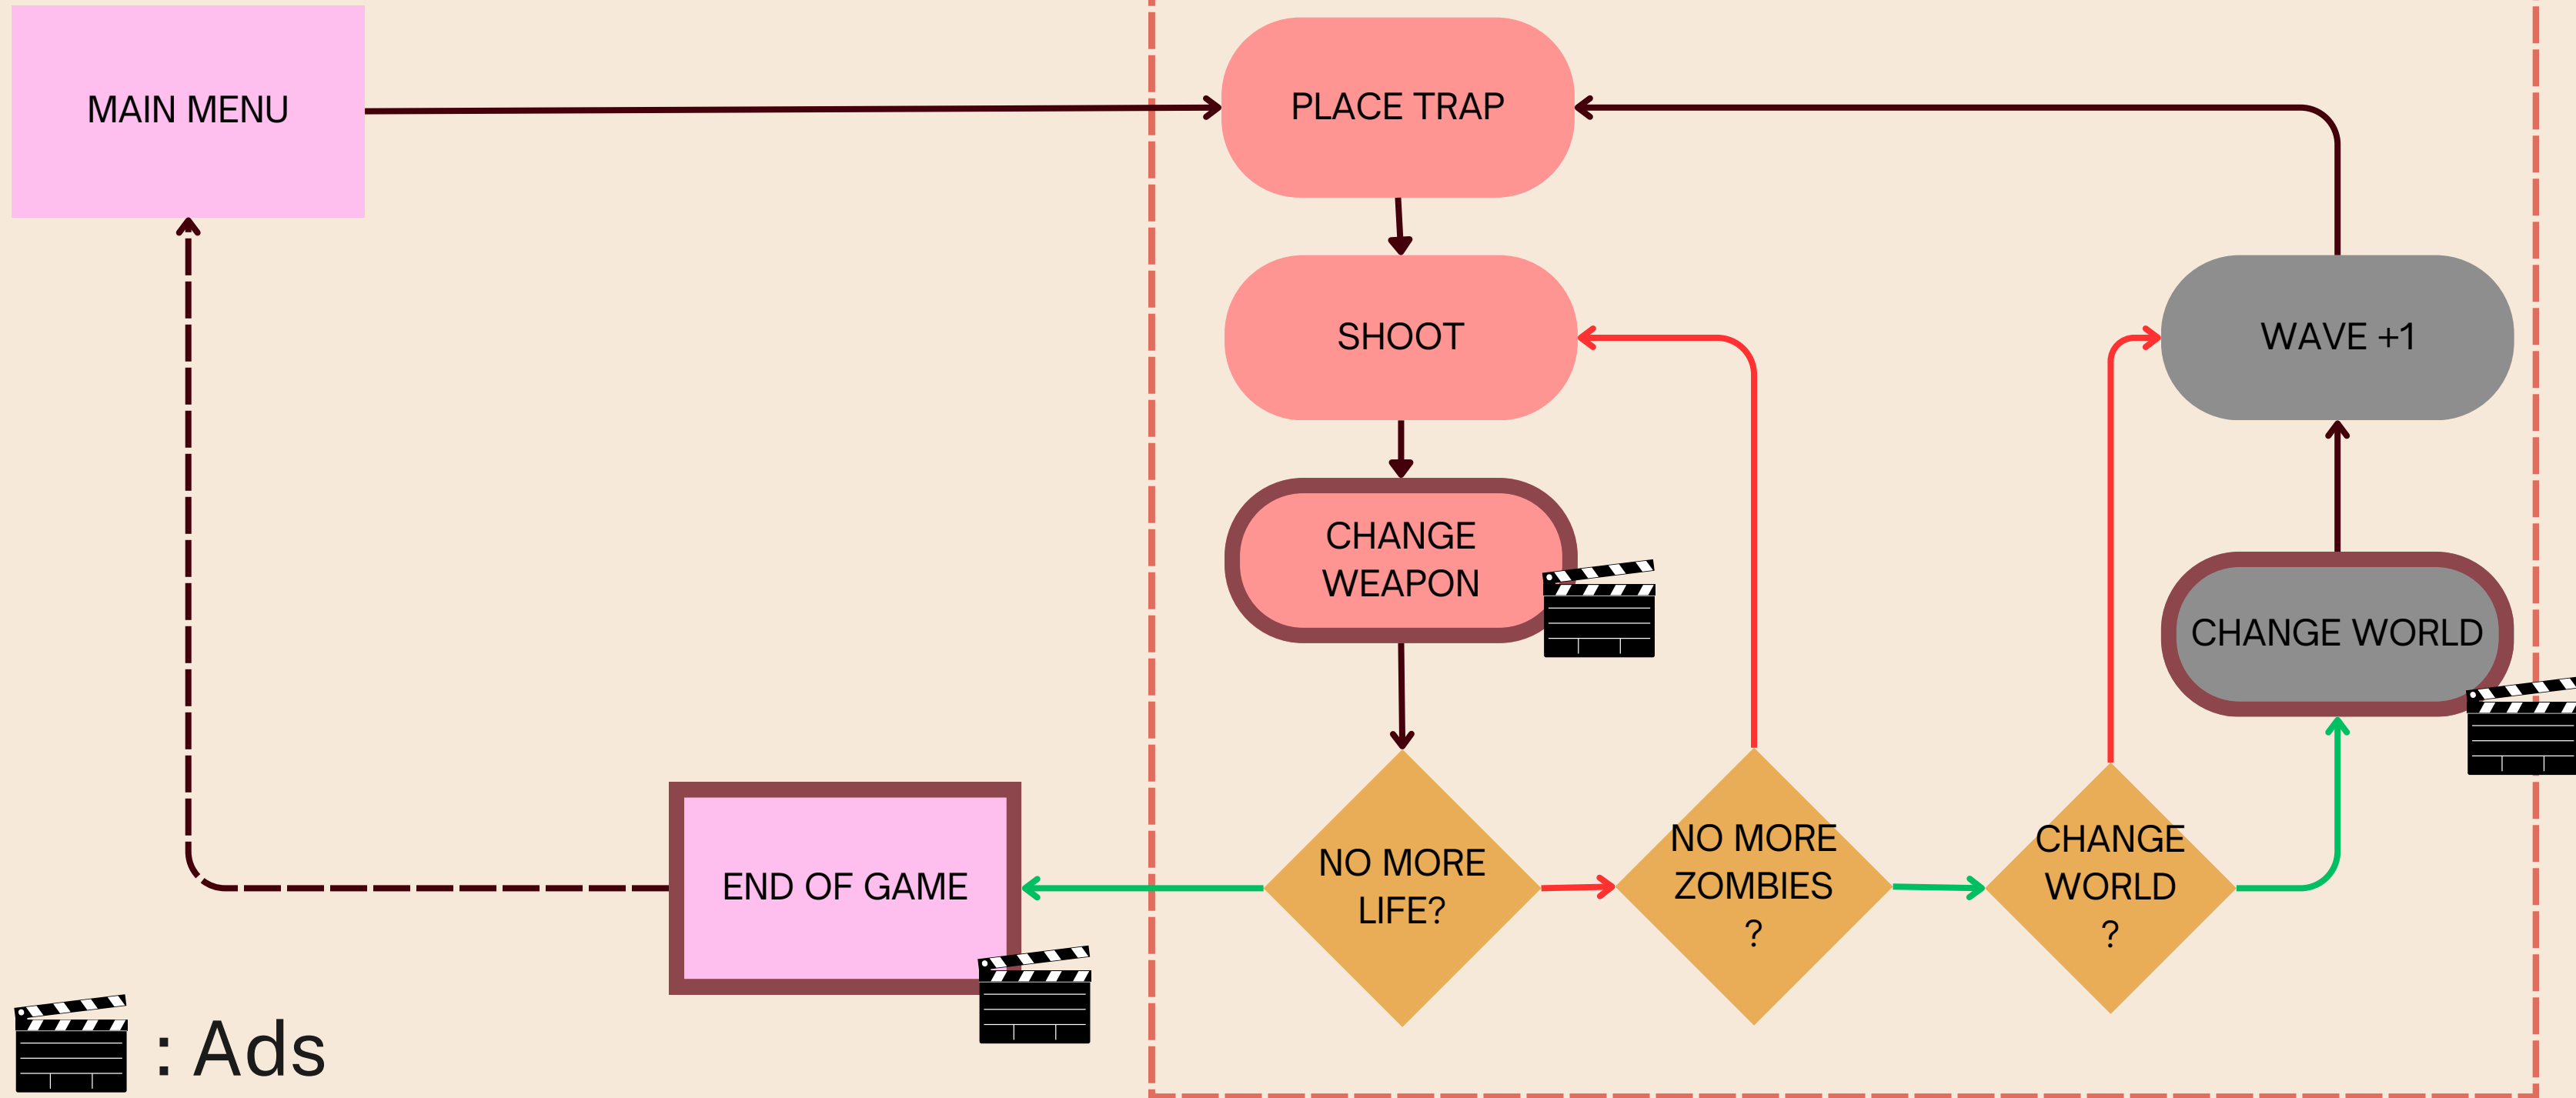 MAIN MENU
PLACE TRAP
SHOOT
WAVE +1
CHANGE
WEAPON
CHANGE WORLD
END OF GAME
NO MORE
LIFE?
NO MORE
ZOMBIES
?
CHANGE
WORLD
?
: Ads